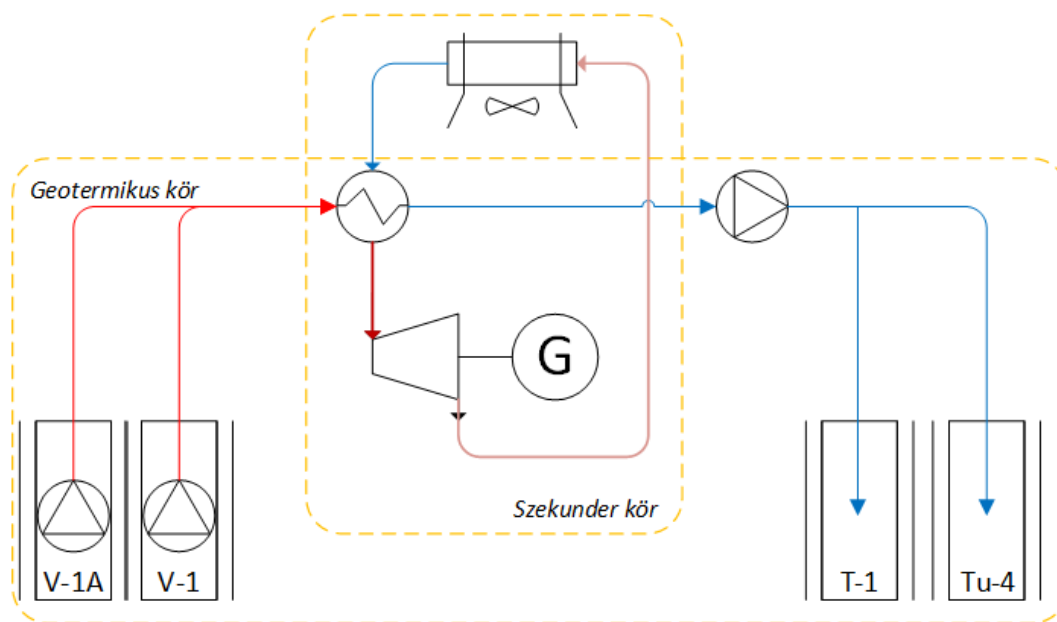 Geotermikus kör
G
Szekunder kör
V-1A
V-1
T-1
Tu-4